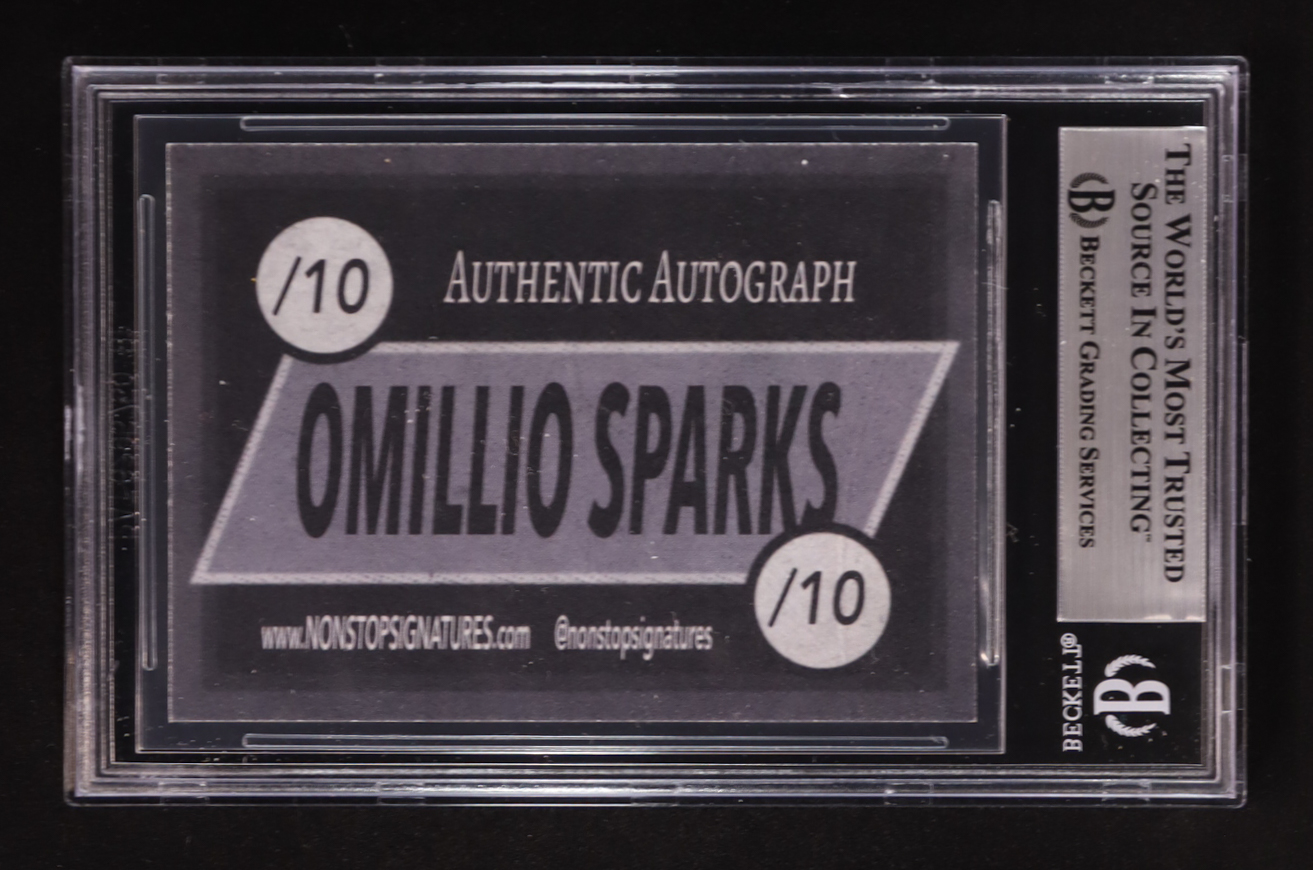 /10
AUTHENTIC AUTOGRAPH
OMILLIO SPARKS
/10
www.NONSTOPSIGNATURES.com @nonstopsignatures
THE WORLD'S MOST TRUSTED
SOURCE IN COLLECTING™
B BECKETT GRADING SERVICES
B
BECKETT®